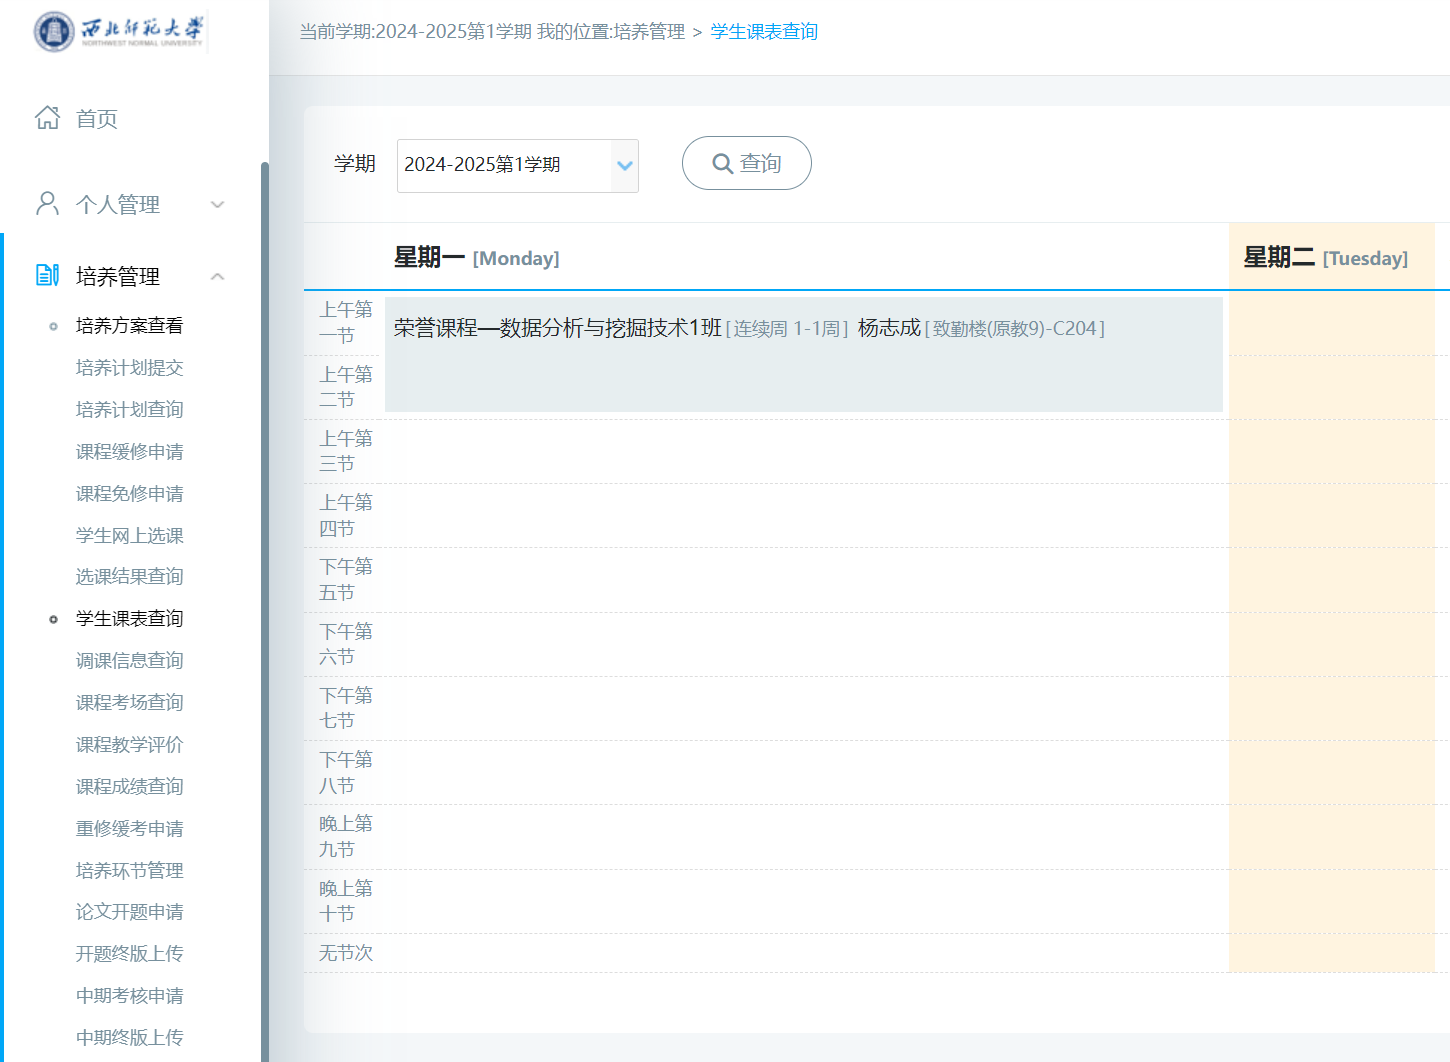 西北师范大学
NORTHWEST NORMAL UNIVERSITY
当前学期:2024-2025第1学期 我的位置:培养管理 > 学生课表查询
首页
个人管理
培养管理
培养方案查看
培养计划提交
培养计划查询
课程缓修申请
课程免修申请
学生网上选课
选课结果查询
学生课表查询
调课信息查询
课程考场查询
课程教学评价
课程成绩查询
重修缓考申请
培养环节管理
论文开题申请
开题终版上传
中期考核申请
中期终版上传
学期 2024-2025第1学期 查询
星期一 [Monday] 星期二 [Tuesday]
上午第
一节
荣誉课程—数据分析与挖掘技术1班[连续周 1-1周] 杨志成[致勤楼(原教9)-C204]
上午第
二节
上午第
三节
上午第
四节
下午第
五节
下午第
六节
下午第
七节
下午第
八节
晚上第
九节
晚上第
十节
无节次